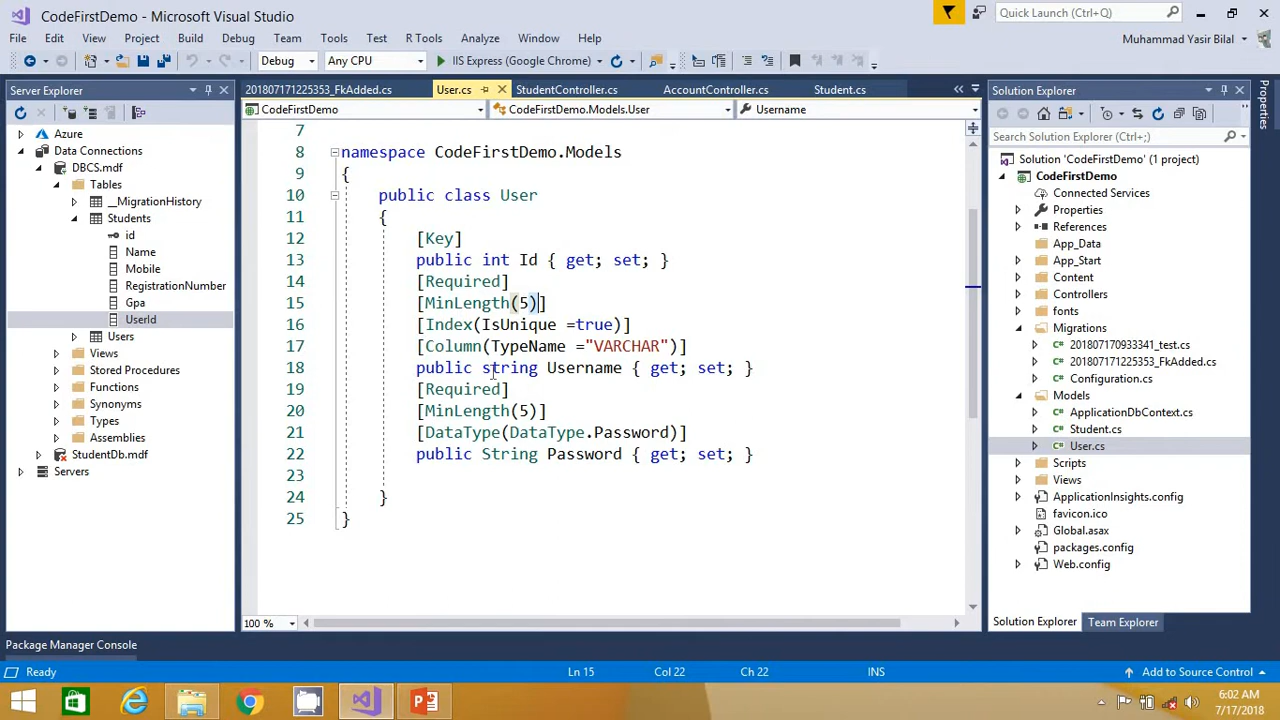 CodeFirstDemo - Microsoft Visual Studio
Quick Launch (Ctrl+Q)
File Edit View Project Build Debug Team Tools Test R Tools Analyze Window Help
Muhammad Yasir Bilal
Debug Any CPU IIS Express (Google Chrome)
Server Explorer
201807171225353_FkAdded.cs User.cs StudentController.cs AccountController.cs Student.cs
Solution Explorer
Properties
CodeFirstDemo CodeFirstDemo.Models.User Username
Azure
Data Connections
DBCS.mdf
Tables
__MigrationHistory
Students
id
Name
Mobile
RegistrationNumber
Gpa
UserId
Users
Views
Stored Procedures
Functions
Synonyms
Types
Assemblies
StudentDb.mdf
Servers
7
8 namespace CodeFirstDemo.Models
9 {
10 public class User
11 {
12 [Key]
13 public int Id { get; set; }
14 [Required]
15 [MinLength(5)]
16 [Index(IsUnique =true)]
17 [Column(TypeName ="VARCHAR")]
18 public string Username { get; set; }
19 [Required]
20 [MinLength(5)]
21 [DataType(DataType.Password)]
22 public String Password { get; set; }
23
24 }
25 }
100 %
Search Solution Explorer (Ctrl+;)
Solution 'CodeFirstDemo' (1 project)
CodeFirstDemo
Connected Services
Properties
References
App_Data
App_Start
Content
Controllers
fonts
Migrations
201807170933341_test.cs
201807171225353_FkAdded.cs
Configuration.cs
Models
ApplicationDbContext.cs
Student.cs
User.cs
Scripts
Views
ApplicationInsights.config
favicon.ico
Global.asax
packages.config
Web.config
Solution Explorer Team Explorer
Package Manager Console
Ready Ln 15 Col 22 Ch 22 INS Add to Source Control
6:02 AM
7/17/2018